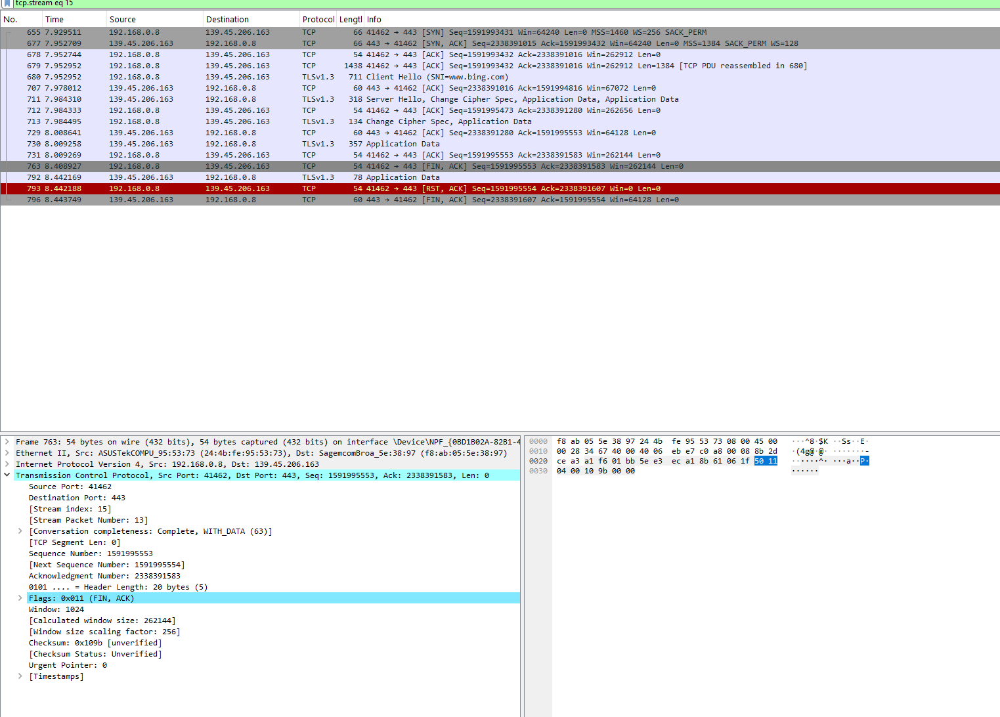 tcp.stream eq 15
No. Time Source Destination Protocol Lengtl Info
655 7.929511 192.168.0.8 139.45.206.163 TCP 66 41462 → 443 [SYN] Seq=1591993431 Win=64240 Len=0 MSS=1460 WS=256 SACK_PERM
677 7.952709 139.45.206.163 192.168.0.8 TCP 66 443 → 41462 [SYN, ACK] Seq=2338391015 Ack=1591993432 Win=64240 Len=0 MSS=1384 SACK_PERM WS=128
678 7.952744 192.168.0.8 139.45.206.163 TCP 54 41462 → 443 [ACK] Seq=1591993432 Ack=2338391016 Win=262912 Len=0
679 7.952952 192.168.0.8 139.45.206.163 TCP 1438 41462 → 443 [ACK] Seq=1591993432 Ack=2338391016 Win=262912 Len=1384 [TCP PDU reassembled in 680]
680 7.952952 192.168.0.8 139.45.206.163 TLSv1.3 711 Client Hello (SNI=www.bing.com)
707 7.978012 139.45.206.163 192.168.0.8 TCP 60 443 → 41462 [ACK] Seq=2338391016 Ack=1591994816 Win=67072 Len=0
711 7.984310 139.45.206.163 192.168.0.8 TLSv1.3 318 Server Hello, Change Cipher Spec, Application Data, Application Data
712 7.984333 192.168.0.8 139.45.206.163 TCP 54 41462 → 443 [ACK] Seq=1591995473 Ack=2338391280 Win=262656 Len=0
713 7.984495 192.168.0.8 139.45.206.163 TLSv1.3 134 Change Cipher Spec, Application Data
729 8.008641 139.45.206.163 192.168.0.8 TCP 60 443 → 41462 [ACK] Seq=2338391280 Ack=1591995553 Win=64128 Len=0
730 8.009258 139.45.206.163 192.168.0.8 TLSv1.3 357 Application Data
731 8.009269 192.168.0.8 139.45.206.163 TCP 54 41462 → 443 [ACK] Seq=1591995553 Ack=2338391583 Win=262144 Len=0
763 8.408927 192.168.0.8 139.45.206.163 TCP 54 41462 → 443 [FIN, ACK] Seq=1591995553 Ack=2338391583 Win=262144 Len=0
792 8.442169 139.45.206.163 192.168.0.8 TLSv1.3 78 Application Data
793 8.442188 192.168.0.8 139.45.206.163 TCP 54 41462 → 443 [RST, ACK] Seq=1591995554 Ack=2338391607 Win=0 Len=0
796 8.443749 139.45.206.163 192.168.0.8 TCP 60 443 → 41462 [FIN, ACK] Seq=2338391607 Ack=1591995554 Win=64128 Len=0
Frame 763: 54 bytes on wire (432 bits), 54 bytes captured (432 bits) on interface \Device\NPF_{0BD1B02A-82B1-4
Ethernet II, Src: ASUSTekCOMPU_95:53:73 (24:4b:fe:95:53:73), Dst: SagemcomBroa_5e:38:97 (f8:ab:05:5e:38:97)
Internet Protocol Version 4, Src: 192.168.0.8, Dst: 139.45.206.163
Transmission Control Protocol, Src Port: 41462, Dst Port: 443, Seq: 1591995553, Ack: 2338391583, Len: 0
Source Port: 41462
Destination Port: 443
[Stream index: 15]
[Stream Packet Number: 13]
[Conversation completeness: Complete, WITH_DATA (63)]
[TCP Segment Len: 0]
Sequence Number: 1591995553
[Next Sequence Number: 1591995554]
Acknowledgment Number: 2338391583
0101 .... = Header Length: 20 bytes (5)
Flags: 0x011 (FIN, ACK)
Window: 1024
[Calculated window size: 262144]
[Window size scaling factor: 256]
Checksum: 0x109b [unverified]
[Checksum Status: Unverified]
Urgent Pointer: 0
[Timestamps]
0000 f8 ab 05 5e 38 97 24 4b fe 95 53 73 08 00 45 00 ···^8·$K ··Ss··E·
0010 00 28 34 67 40 00 40 06 eb e7 c0 a8 00 08 8b 2d ·(4g@·@· ·······-
0020 ce a3 a1 f6 01 bb 5e e3 ec a1 8b 61 06 1f 50 11 ······^· ···a··P·
0030 04 00 10 9b 00 00 ······